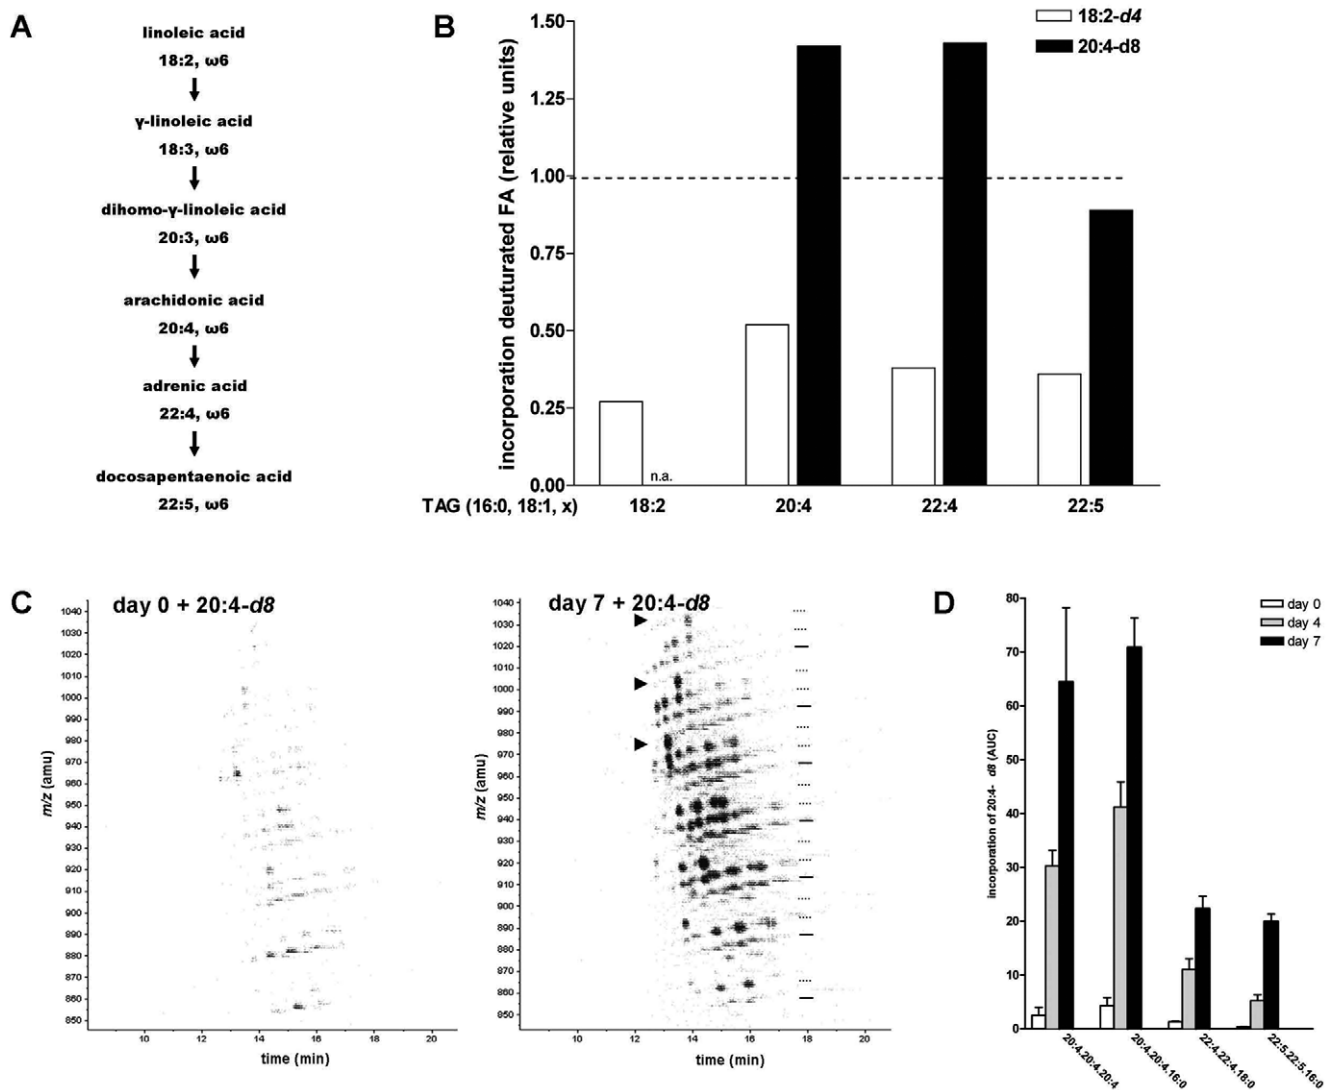 A
linoleic acid
18:2, ω6
γ-linoleic acid
18:3, ω6
dihomo-γ-linoleic acid
20:3, ω6
arachidonic acid
20:4, ω6
adrenic acid
22:4, ω6
docosapentaenoic acid
22:5, ω6
B
18:2-d4
20:4-d8
incorporation deuturated FA (relative units)
1.50
1.25
1.00
0.75
0.50
0.25
0.00
n.a.
TAG (16:0, 18:1, x) 18:2 20:4 22:4 22:5
C
day 0 + 20:4-d8
m/z (amu)
1040
1030
1020
1010
1000
990
980
970
960
950
940
930
920
910
900
890
880
870
860
850
10 12 14 16 18 20
time (min)
day 7 + 20:4-d8
m/z (amu)
1040
1030
1020
1010
1000
990
980
970
960
950
940
930
920
910
900
890
880
870
860
850
10 12 14 16 18 20
time (min)
D
day 0
day 4
day 7
incorporation of 20:4- d8 (AUC)
80
70
60
50
40
30
20
10
0
20:4,20:4,20:4
20:4,20:4,16:0
22:4,22:4,18:0
22:5,22:5,16:0